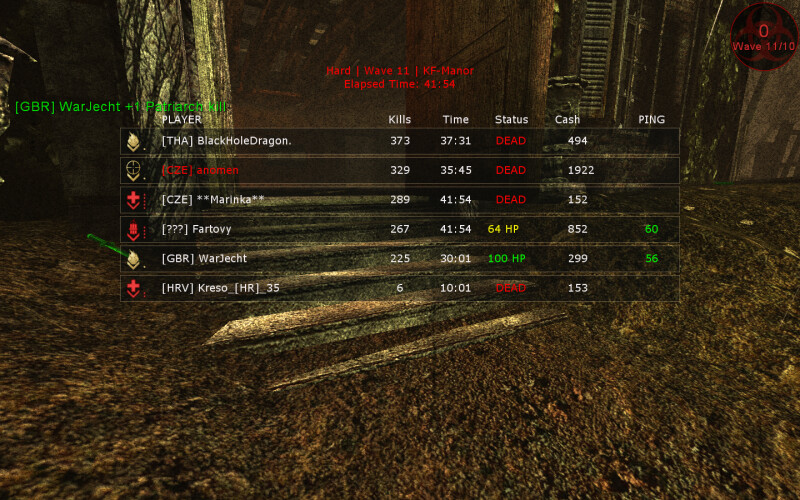 0
Wave 11/10
Hard | Wave 11 | KF-Manor
Elapsed Time: 41:54
[GBR] WarJecht +1 Patriarch kill
PLAYER Kills Time Status Cash PING
[THA] BlackHoleDragon. 373 37:31 DEAD 494
[CZE] anomen 329 35:45 DEAD 1922
[CZE] **Marinka** 289 41:54 DEAD 152
[???] Fartovy 267 41:54 64 HP 852 60
[GBR] WarJecht 225 30:01 100 HP 299 56
[HRV] Kreso_[HR]_35 6 10:01 DEAD 153